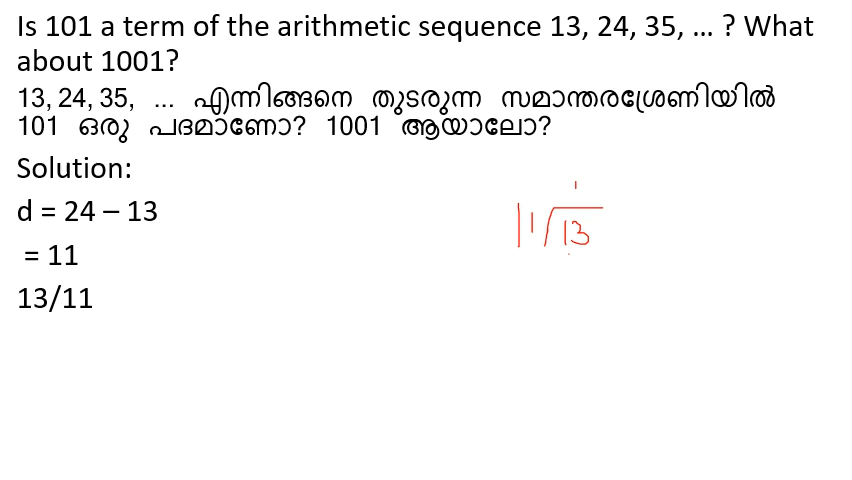 Is 101 a term of the arithmetic sequence 13, 24, 35, ... ? What
about 1001?
13, 24, 35, ... എന്നിങ്ങനെ തുടരുന്ന സമാന്തരശ്രേണിയിൽ
101 ഒരു പദമാണോ? 1001 ആയാലോ?
Solution:
d = 24 – 13
= 11
13/11
1
11 13